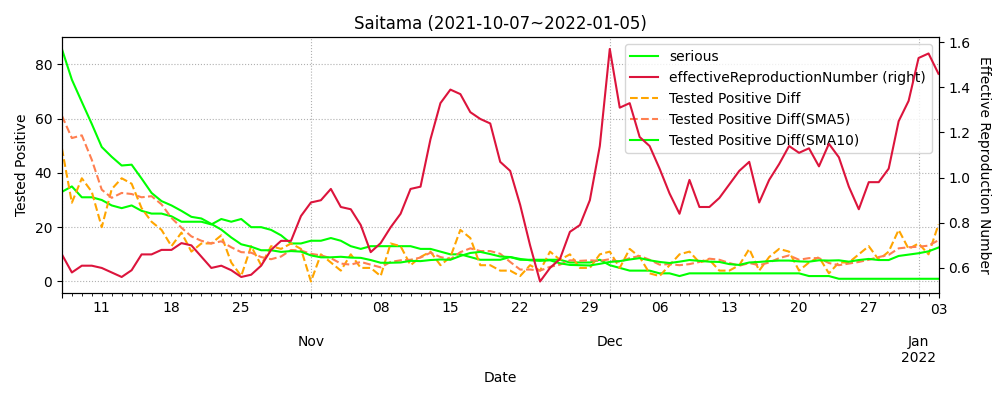 Saitama (2021-10-07~2022-01-05)
serious
effectiveReproductionNumber (right)
Tested Positive Diff
Tested Positive Diff(SMA5)
Tested Positive Diff(SMA10)
Tested Positive
80
60
40
20
0
1.6
1.4
1.2
1.0
0.8
0.6
Effective Reproduction Number
11 18 25 08 15 22 29 06 13 20 27 03
Nov Dec Jan
2022
Date